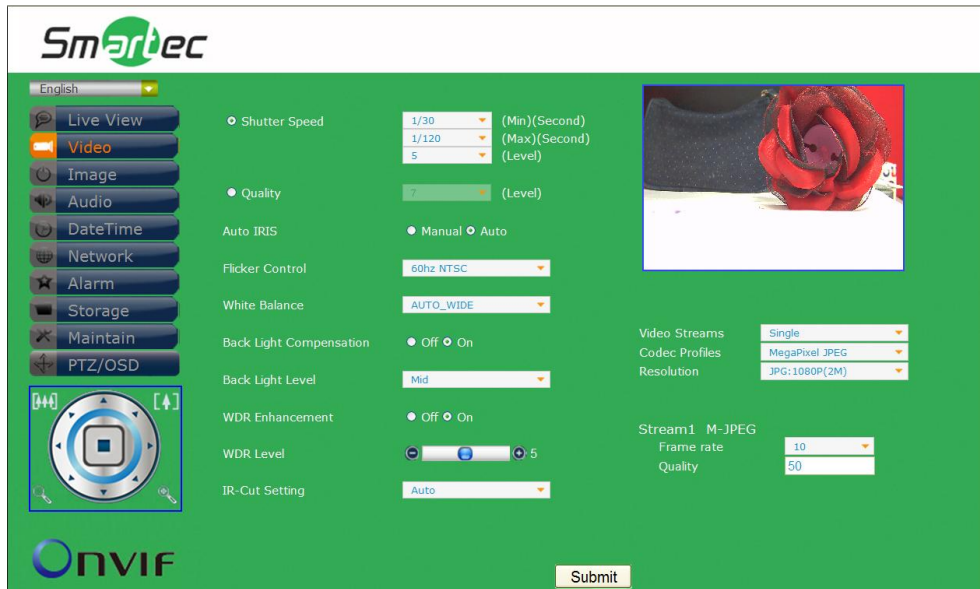 Smartec
English
Live View
Video
Image
Audio
DateTime
Network
Alarm
Storage
Maintain
PTZ/OSD
Shutter Speed 1/30 (Min)(Second)
1/120 (Max)(Second)
5 (Level)
Quality 7 (Level)
Auto IRIS Manual Auto
Flicker Control 60hz NTSC
White Balance AUTO_WIDE
Back Light Compensation Off On
Back Light Level Mid
WDR Enhancement Off On
WDR Level 5
IR-Cut Setting Auto
Video Streams Single
Codec Profiles MegaPixel JPEG
Resolution JPG:1080P(2M)
Stream1 M-JPEG
Frame rate 10
Quality 50
ONVIF
Submit